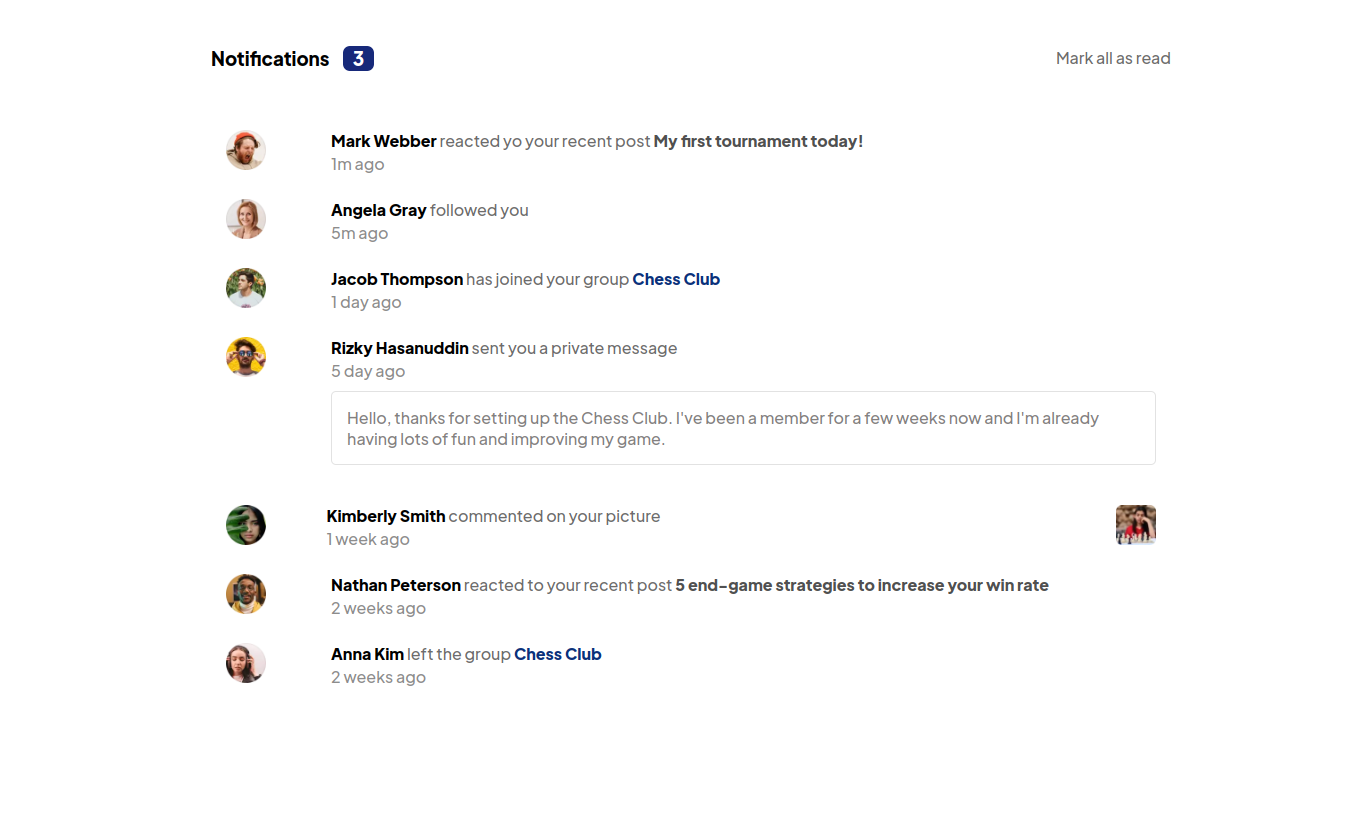 Notifications 3 Mark all as read
Mark Webber reacted yo your recent post My first tournament today!
1m ago
Angela Gray followed you
5m ago
Jacob Thompson has joined your group Chess Club
1 day ago
Rizky Hasanuddin sent you a private message
5 day ago
Hello, thanks for setting up the Chess Club. I've been a member for a few weeks now and I'm already
having lots of fun and improving my game.
Kimberly Smith commented on your picture
1 week ago
Nathan Peterson reacted to your recent post 5 end-game strategies to increase your win rate
2 weeks ago
Anna Kim left the group Chess Club
2 weeks ago